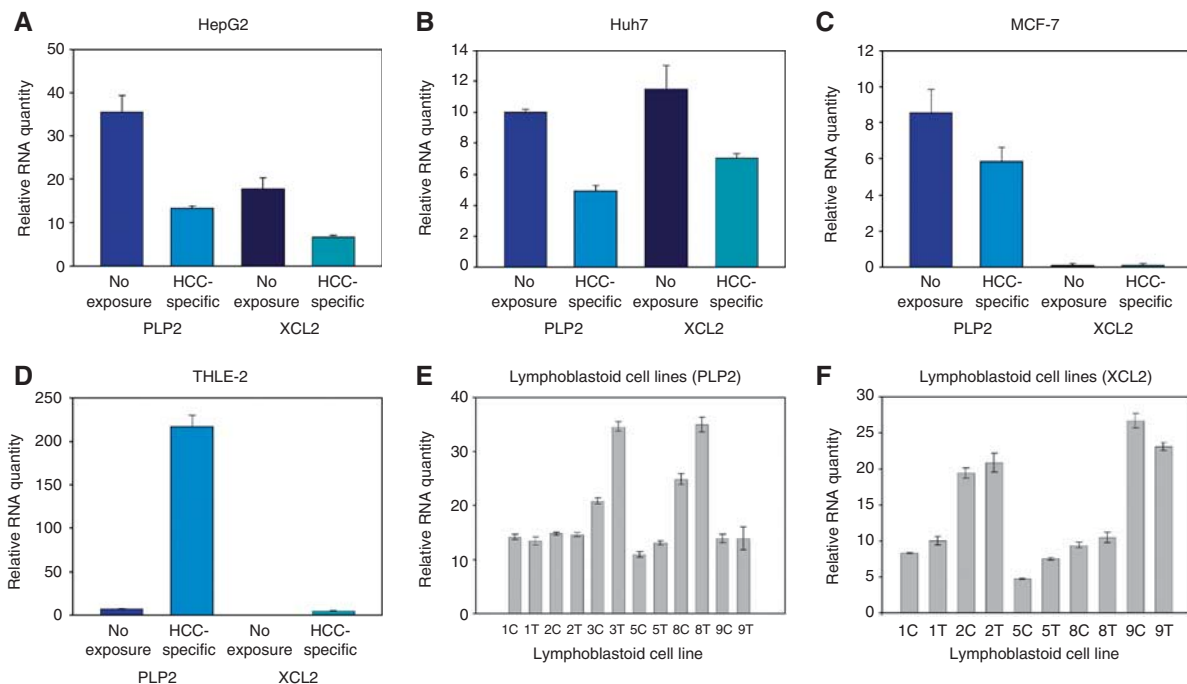 A
HepG2
Relative RNA quantity
50
40
30
20
10
0
No exposure
HCC-specific
No exposure
HCC-specific
PLP2
XCL2
B
Huh7
Relative RNA quantity
14
12
10
8
6
4
2
0
No exposure
HCC-specific
No exposure
HCC-specific
PLP2
XCL2
C
MCF-7
Relative RNA quantity
12
10
8
6
4
2
0
No exposure
HCC-specific
No exposure
HCC-specific
PLP2
XCL2
D
THLE-2
Relative RNA quantity
250
200
150
100
50
0
No exposure
HCC-specific
No exposure
HCC-specific
PLP2
XCL2
E
Lymphoblastoid cell lines (PLP2)
Relative RNA quantity
40
30
20
10
0
1C 1T 2C 2T 3C 3T 5C 5T 8C 8T 9C 9T
Lymphoblastoid cell line
F
Lymphoblastoid cell lines (XCL2)
Relative RNA quantity
30
25
20
15
10
5
0
1C 1T 2C 2T 5C 5T 8C 8T 9C 9T
Lymphoblastoid cell line